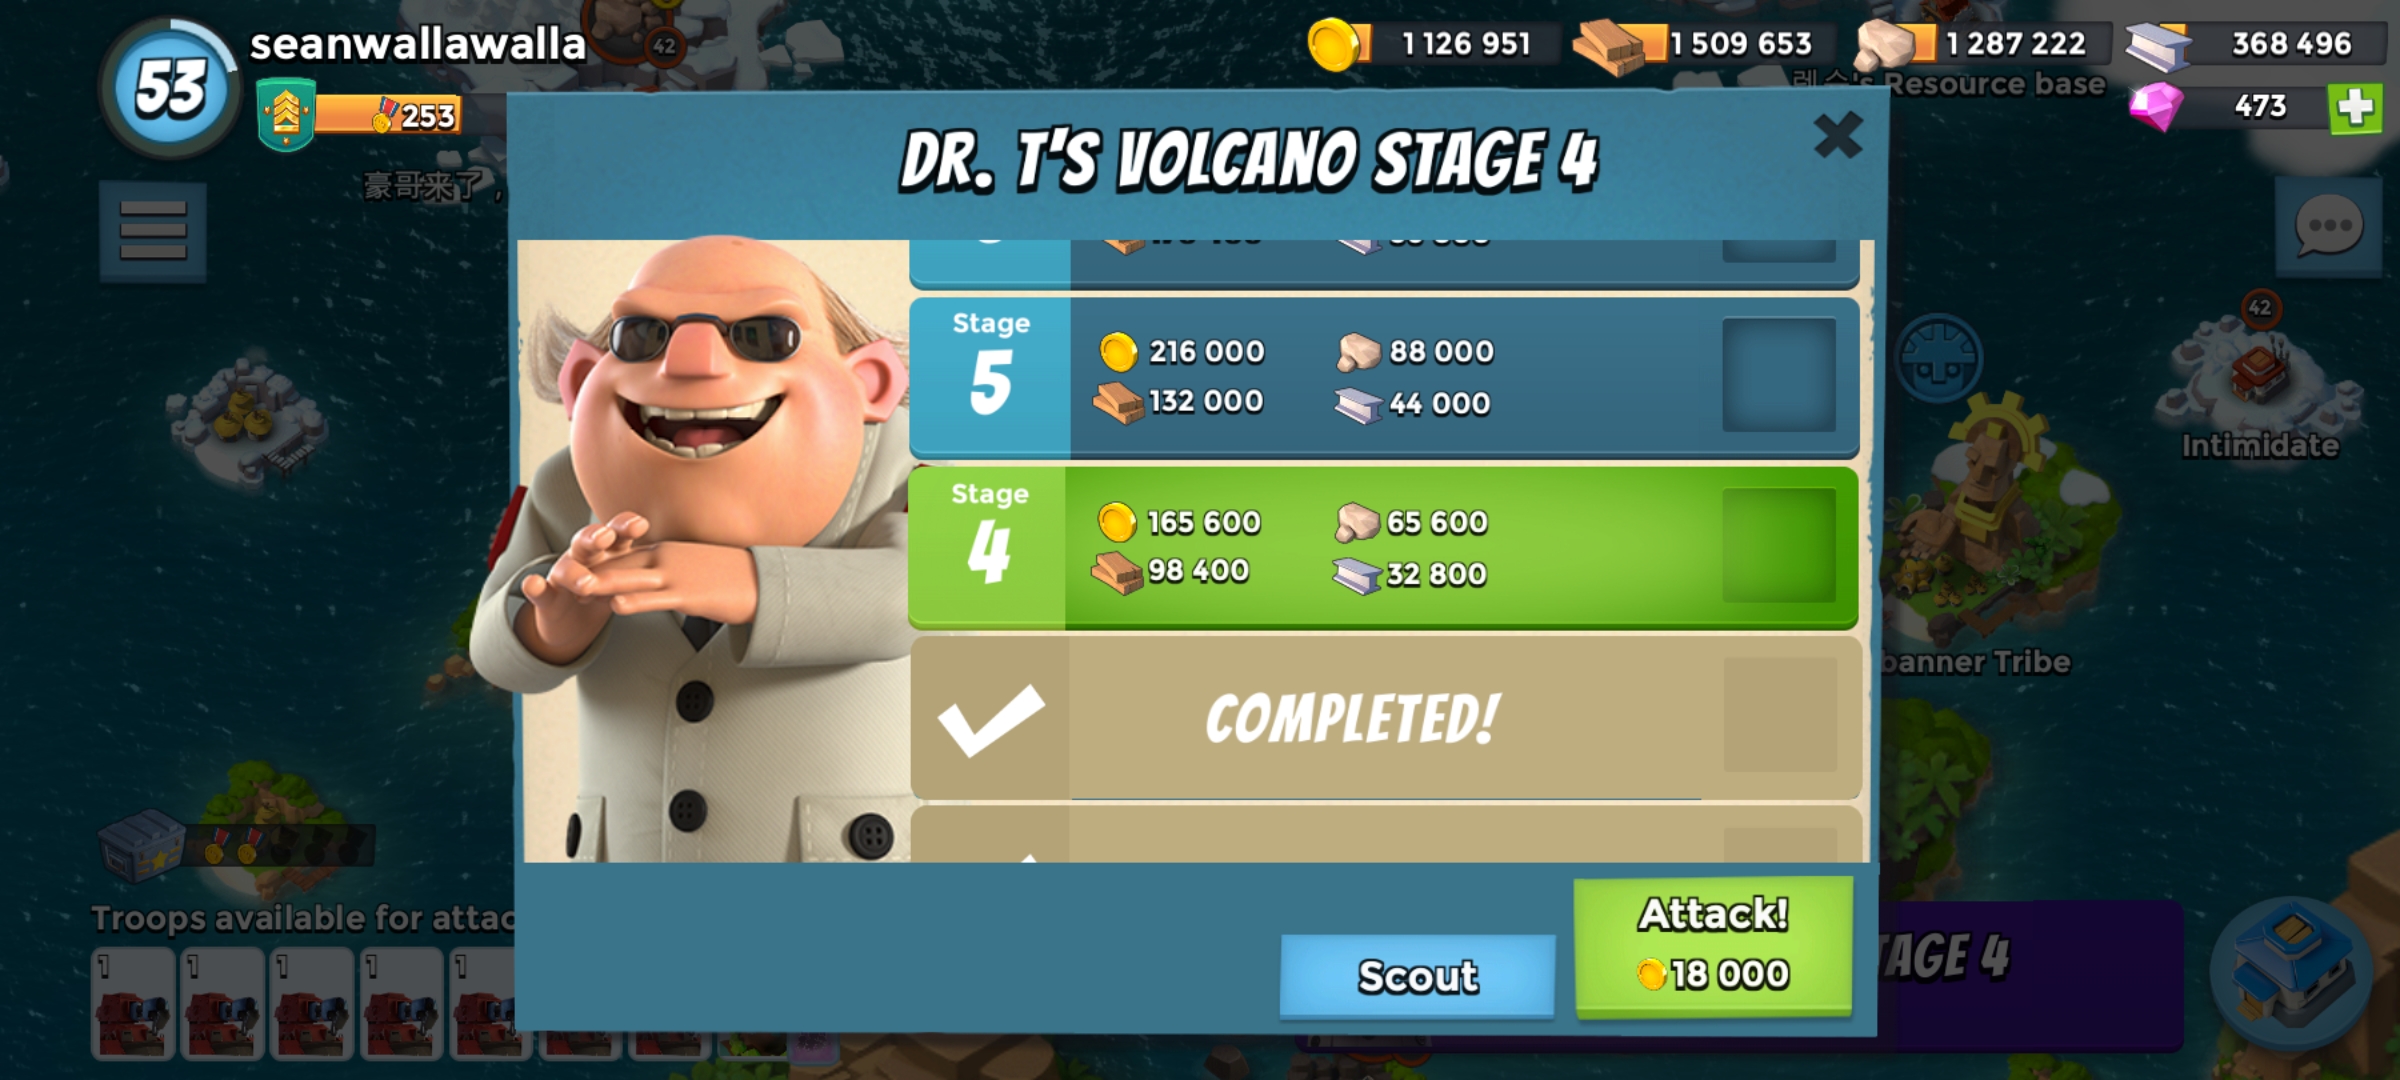 53
seanwallawalla
253
42
1 126 951
1 509 653
1 287 222
368 496
473
레
's Resource base
豪哥来了,
DR. T'S VOLCANO STAGE 4
Stage
5
216 000
88 000
132 000
44 000
Stage
4
165 600
65 600
98 400
32 800
COMPLETED!
42
Intimidate
banner Tribe
Troops available for attac
1
1
1
1
1
Scout
Attack!
18 000
TAGE 4